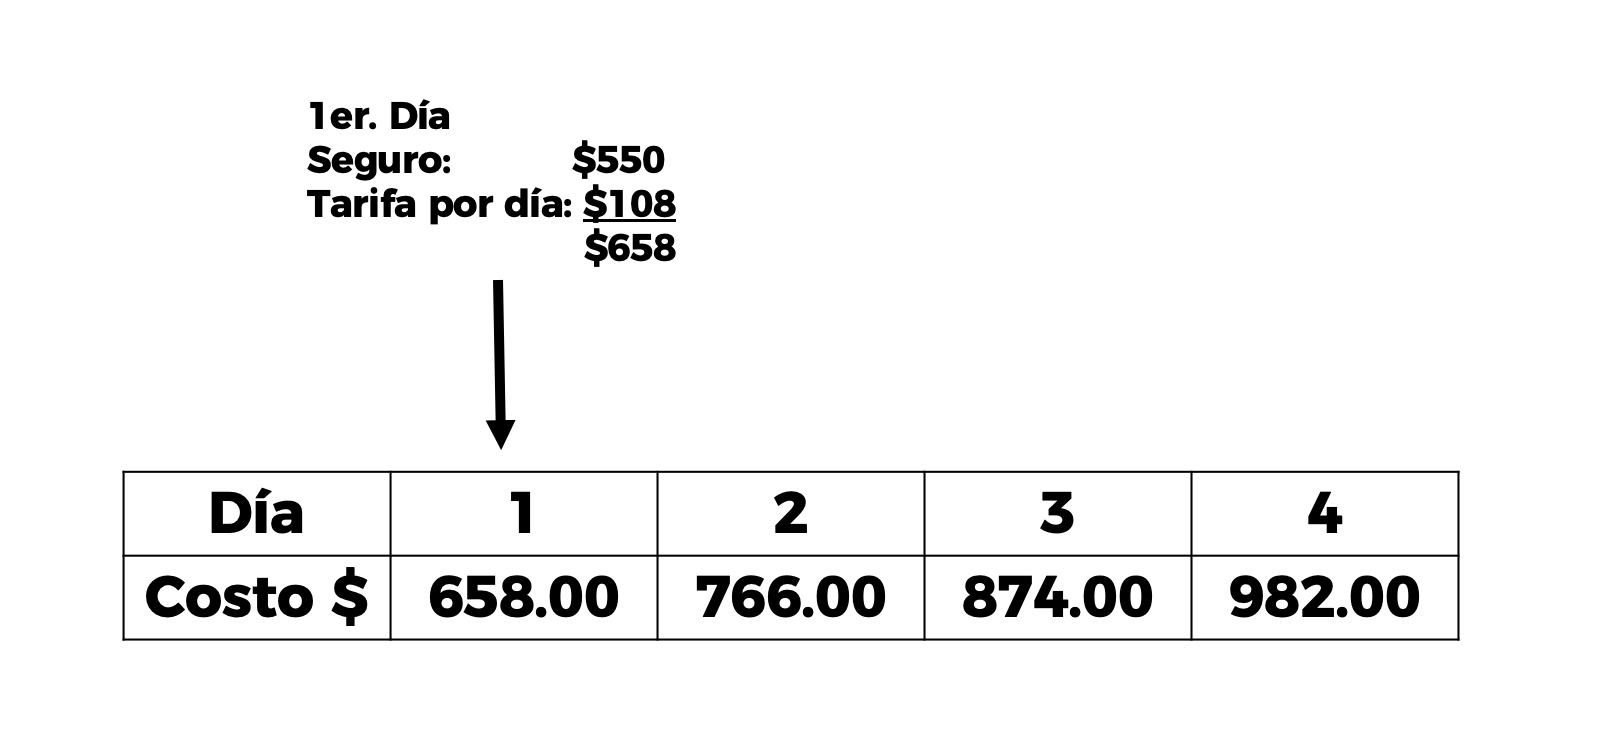 1er. Día
Seguro: $550
Tarifa por día: $108
$658
Día 1 2 3 4
Costo $ 658.00 766.00 874.00 982.00